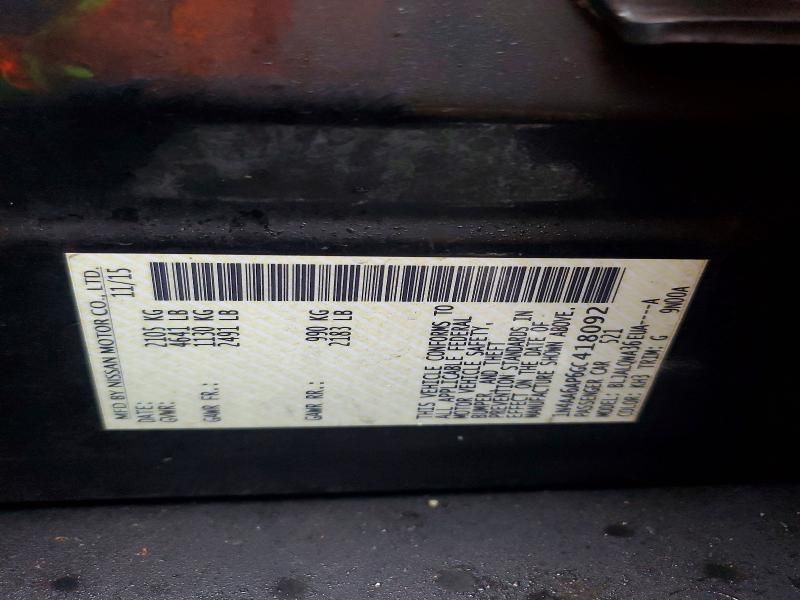 MFD BY NISSAN MOTOR CO., LTD.
DATE: 11/15
GVWR: 2105 KG
4641 LB
GAWR FR.: 1130 KG
2491 LB
GAWR RR.: 990 KG
2183 LB
THIS VEHICLE CONFORMS TO
ALL APPLICABLE FEDERAL
MOTOR VEHICLE SAFETY,
BUMPER, AND THEFT
PREVENTION STANDARDS IN
EFFECT ON THE DATE OF
MANUFACTURE SHOWN ABOVE.
1N4AA6AP6GC418092
PASSENGER CAR 521
MODEL: BLJALQWA36EUA----A
COLOR: KH3 TRIM: G 9N00A